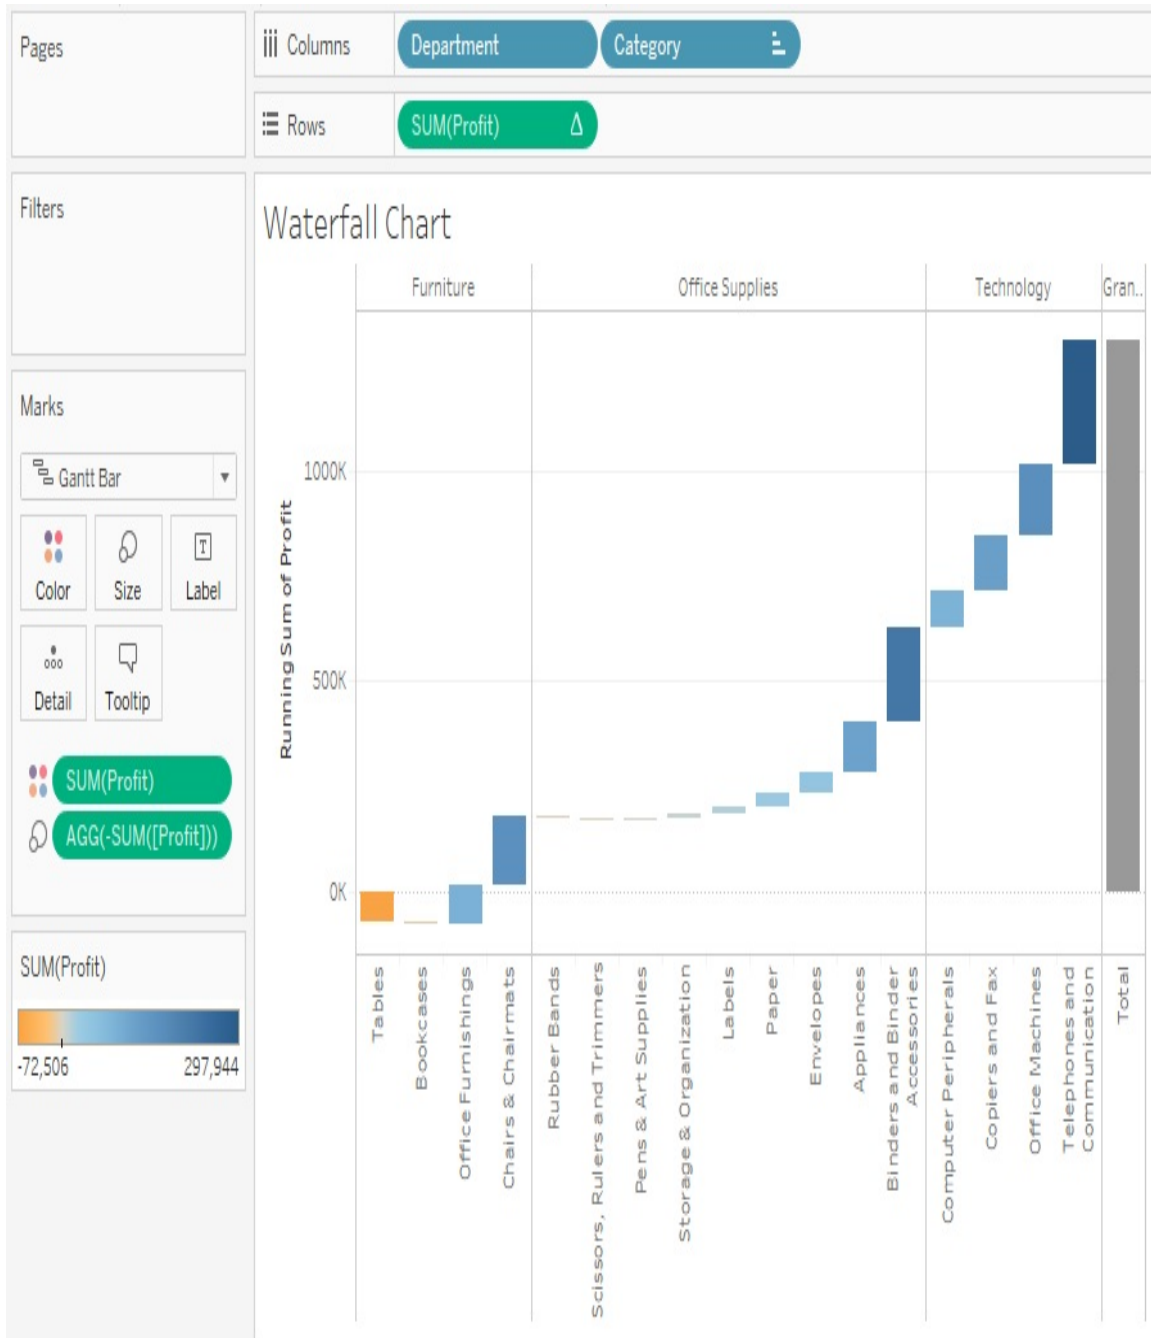 Pages
Columns
Department
Category
Rows
SUM(Profit)
Filters
Waterfall Chart
Furniture
Office Supplies
Technology
Gran..
Marks
Gantt Bar
Color
Size
T
Label
Detail
Tooltip
SUM(Profit)
AGG(-SUM([Profit]))
SUM(Profit)
-72,506
297,944
Running Sum of Profit
1000K
500K
0K
Tables
Bookcases
Office Furnishings
Chairs & Chairmats
Rubber Bands
Scissors, Rulers and Trimmers
Pens & Art Supplies
Storage & Organization
Labels
Paper
Envelopes
Appliances
Binders and Binder
Accessories
Computer Peripherals
Copiers and Fax
Office Machines
Telephones and
Communication
Total